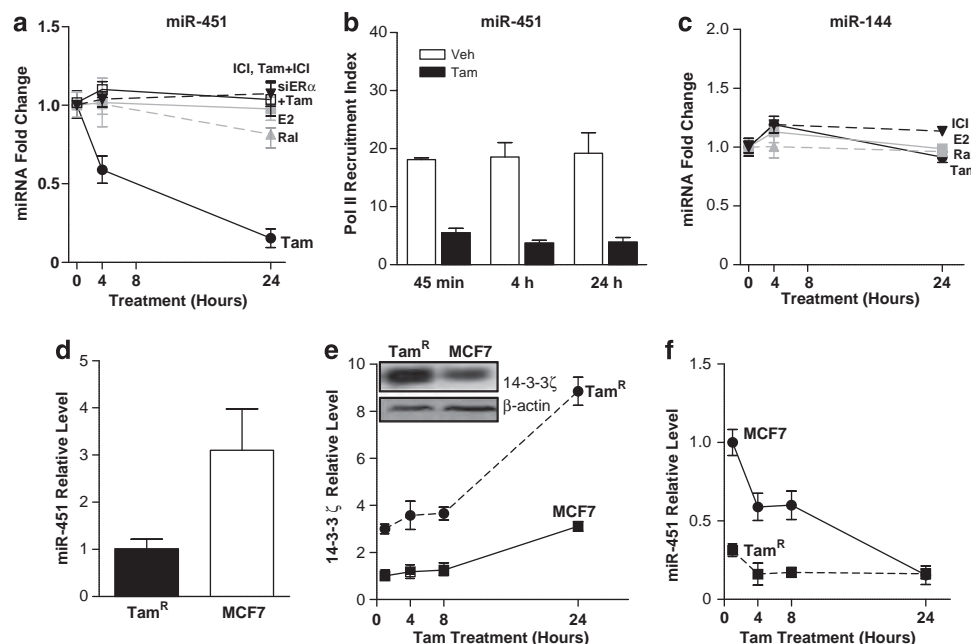 a
miR-451
miRNA Fold Change
1.5
1.0
0.5
0
ICI, Tam+ICI
siERα
+Tam
E2
Ral
Tam
0 4 8 24
Treatment (Hours)
b
miR-451
Pol II Recruitment Index
40
30
20
10
0
Veh
Tam
45 min 4 h 24 h
c
miR-144
miRNA Fold Change
2.0
1.5
1.0
0.5
0
ICI
E2
Ra
Tam
0 4 8 24
Treatment (Hours)
d
miR-451 Relative Level
5
4
3
2
1
0
Tam^R MCF7
e
14-3-3 ζ Relative Level
10
8
6
4
2
0
Tam^R MCF7
14-3-3ζ
β-actin
Tam^R
MCF7
0 4 8 24
Tam Treatment (Hours)
f
miR-451 Relative Level
1.5
1.0
0.5
0
MCF7
Tam^R
0 4 8 24
Tam Treatment (Hours)